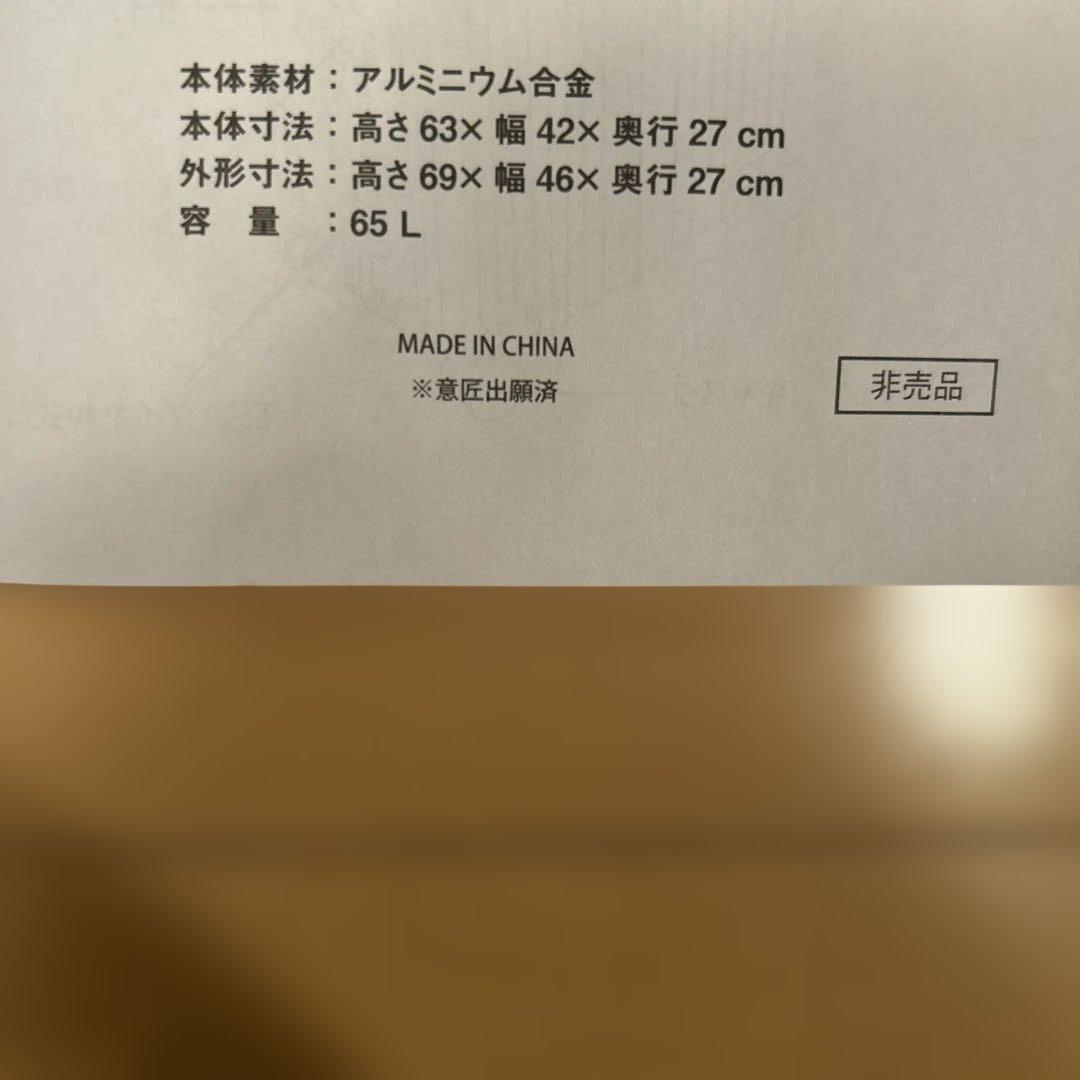 本体素材：アルミニウム合金
本体寸法：高さ 63× 幅 42× 奥行 27 cm
外形寸法：高さ 69× 幅 46× 奥行 27 cm
容　量　：65 L
MADE IN CHINA
※意匠出願済
非売品